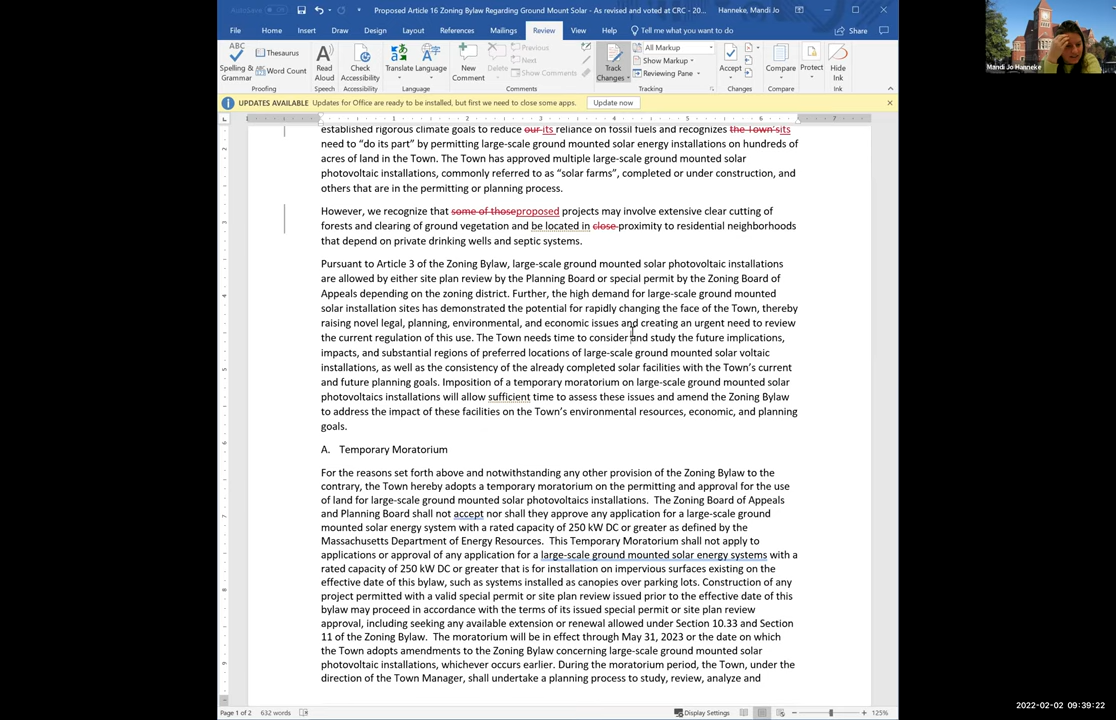 AutoSave Off Proposed Article 16 Zoning Bylaw Regarding Ground Mount Solar - As revised and voted at CRC - 20... Hanneke, Mandi Jo
File Home Insert Draw Design Layout References Mailings Review View Help Tell me what you want to do Share
ABC Spelling & Grammar Thesaurus Word Count Read Aloud Check Accessibility Translate Language New Comment Delete Previous Next Show Comments Track Changes All Markup Show Markup Reviewing Pane Accept Compare Protect Hide Ink
Proofing Speech Accessibility Language Comments Tracking Changes Compare Ink
UPDATES AVAILABLE Updates for Office are ready to be installed, but first we need to close some apps. Update now
established rigorous climate goals to reduce our its reliance on fossil fuels and recognizes the Town'sits
need to “do its part” by permitting large-scale ground mounted solar energy installations on hundreds of
acres of land in the Town. The Town has approved multiple large-scale ground mounted solar
photovoltaic installations, commonly referred to as “solar farms”, completed or under construction, and
others that are in the permitting or planning process.
However, we recognize that some of thoseproposed projects may involve extensive clear cutting of
forests and clearing of ground vegetation and be located in close proximity to residential neighborhoods
that depend on private drinking wells and septic systems.
Pursuant to Article 3 of the Zoning Bylaw, large-scale ground mounted solar photovoltaic installations
are allowed by either site plan review by the Planning Board or special permit by the Zoning Board of
Appeals depending on the zoning district. Further, the high demand for large-scale ground mounted
solar installation sites has demonstrated the potential for rapidly changing the face of the Town, thereby
raising novel legal, planning, environmental, and economic issues and creating an urgent need to review
the current regulation of this use. The Town needs time to consider and study the future implications,
impacts, and substantial regions of preferred locations of large-scale ground mounted solar voltaic
installations, as well as the consistency of the already completed solar facilities with the Town's current
and future planning goals. Imposition of a temporary moratorium on large-scale ground mounted solar
photovoltaics installations will allow sufficient time to assess these issues and amend the Zoning Bylaw
to address the impact of these facilities on the Town's environmental resources, economic, and planning
goals.
A. Temporary Moratorium
For the reasons set forth above and notwithstanding any other provision of the Zoning Bylaw to the
contrary, the Town hereby adopts a temporary moratorium on the permitting and approval for the use
of land for large-scale ground mounted solar photovoltaics installations. The Zoning Board of Appeals
and Planning Board shall not accept nor shall they approve any application for a large-scale ground
mounted solar energy system with a rated capacity of 250 kW DC or greater as defined by the
Massachusetts Department of Energy Resources. This Temporary Moratorium shall not apply to
applications or approval of any application for a large-scale ground mounted solar energy systems with a
rated capacity of 250 kW DC or greater that is for installation on impervious surfaces existing on the
effective date of this bylaw, such as systems installed as canopies over parking lots. Construction of any
project permitted with a valid special permit or site plan review issued prior to the effective date of this
bylaw may proceed in accordance with the terms of its issued special permit or site plan review
approval, including seeking any available extension or renewal allowed under Section 10.33 and Section
11 of the Zoning Bylaw. The moratorium will be in effect through May 31, 2023 or the date on which
the Town adopts amendments to the Zoning Bylaw concerning large-scale ground mounted solar
photovoltaic installations, whichever occurs earlier. During the moratorium period, the Town, under the
direction of the Town Manager, shall undertake a planning process to study, review, analyze and
Page 1 of 2 632 words Display Settings 125%
Mandi Jo Hanneke
2022-02-02 09:39:22